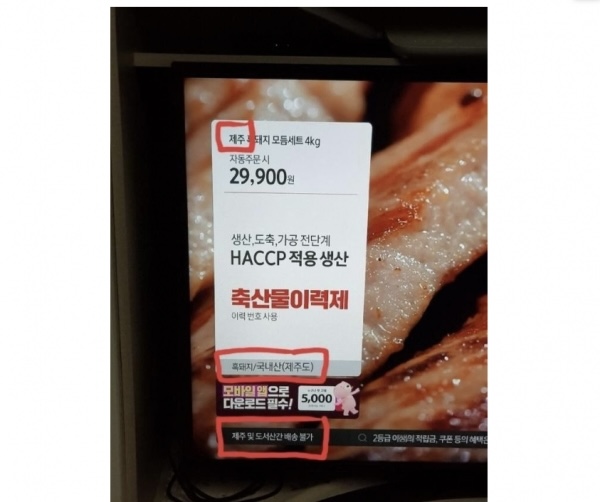 제주 흑돼지 모듬세트 4kg
자동주문 시
29,900원
생산,도축,가공 전단계
HACCP 적용 생산
축산물이력제
이력 번호 사용
흑돼지/국내산(제주도)
모바일 앱으로
다운로드 필수!
5,000
제주 및 도서산간 배송 불가
2등급 이상의 적립금, 쿠폰 등의 혜택은